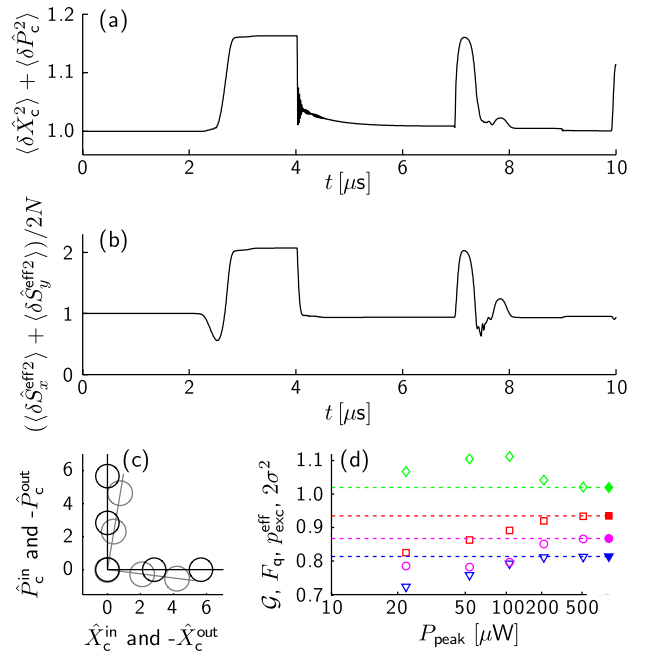 (a)
⟨δX̂c²⟩ + ⟨δP̂c²⟩
1.2
1.1
1.0
0 2 4 6 8 10
t [μs]
(b)
(⟨δŜx^eff2⟩ + ⟨δŜy^eff2⟩)/2N
2
1
0
0 2 4 6 8 10
t [μs]
(c)
P̂c^in and -P̂c^out
6
4
2
0
0 2 4 6
X̂c^in and -X̂c^out
(d)
𝒢, Fq, p_exc^eff, 2σ²
1.1
1.0
0.9
0.8
0.7
10 20 50 100 200 500
P_peak [μW]